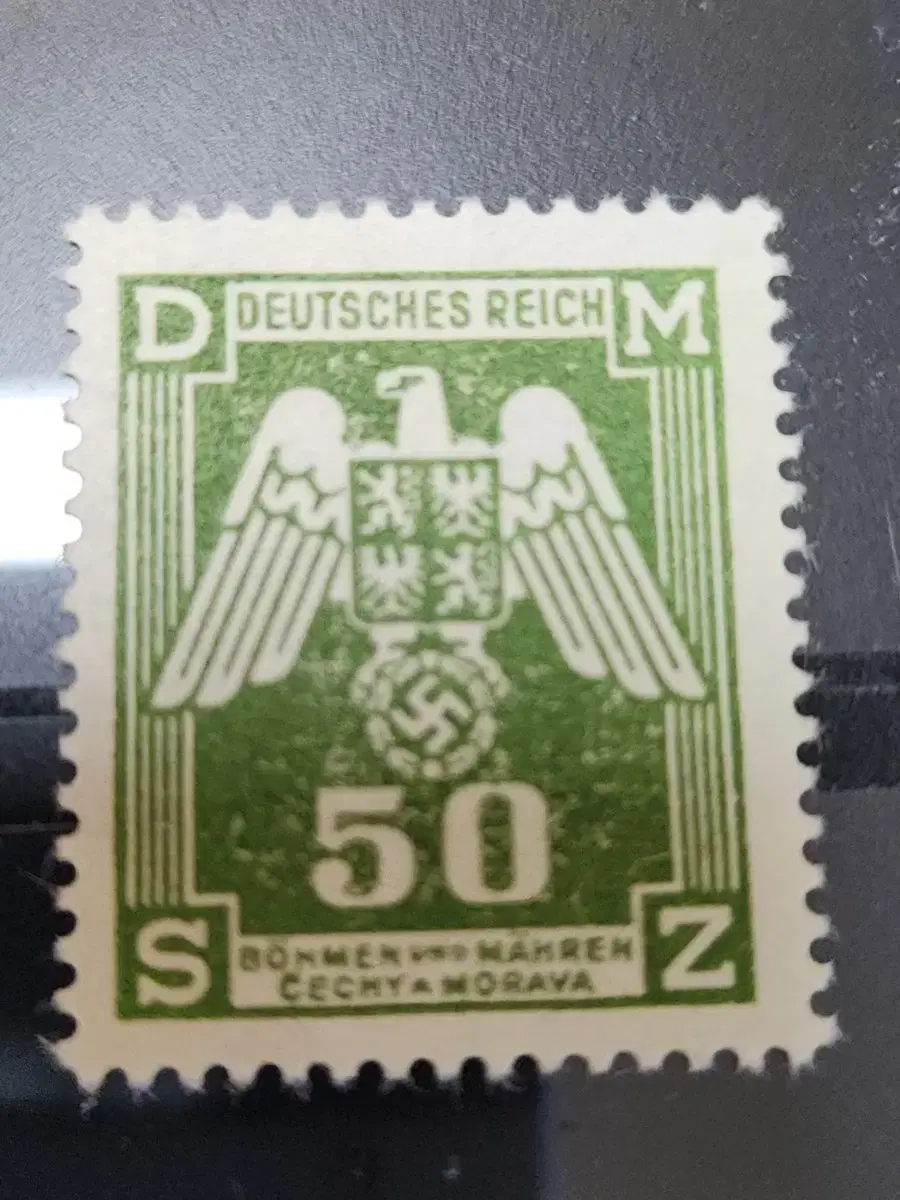 D DEUTSCHES REICH M
50
S BÖHMEN UND MÄHREN Z
ČECHY A MORAVA